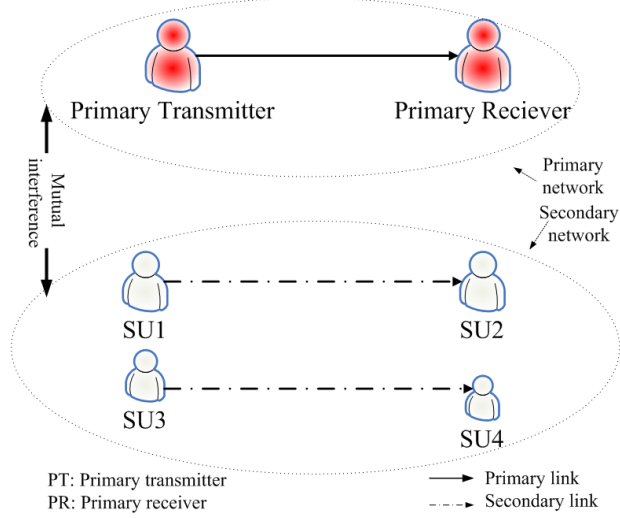 Primary Transmitter
Primary Reciever
Mutual
interference
Primary
network
Secondary
network
SU1
SU2
SU3
SU4
PT: Primary transmitter
PR: Primary receiver
Primary link
Secondary link